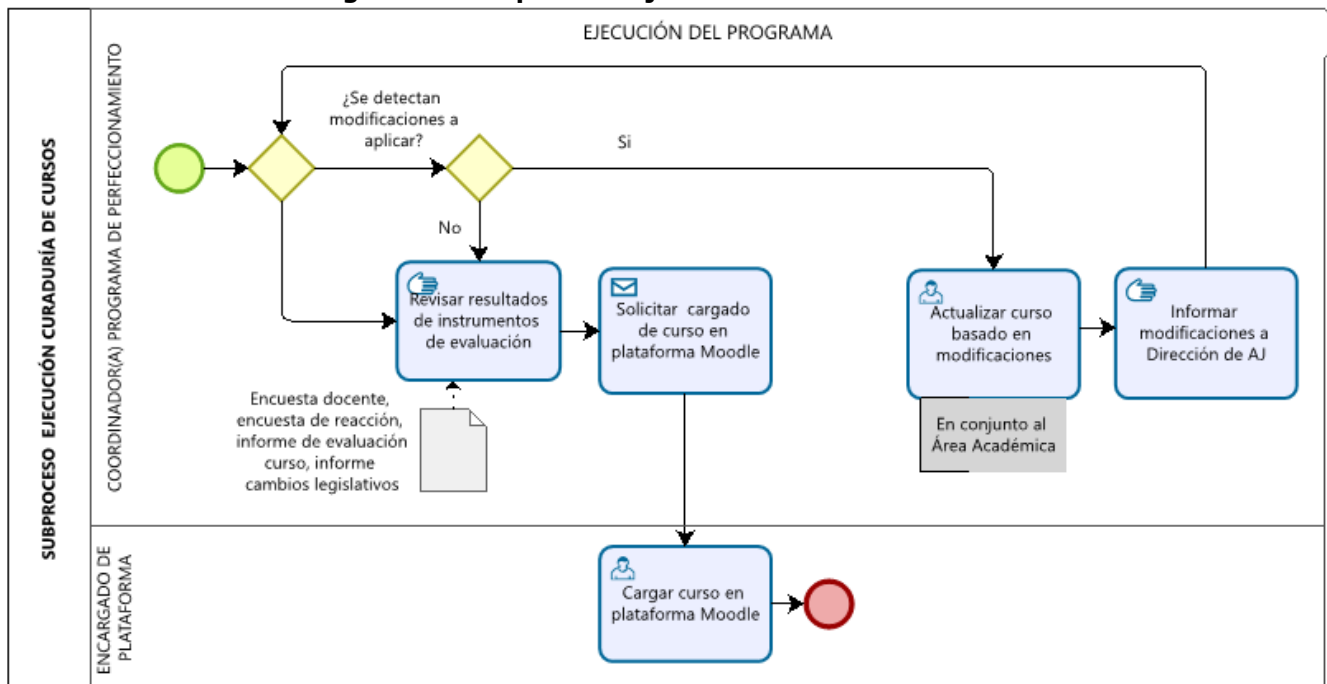 EJECUCIÓN DEL PROGRAMA
SUBPROCESO EJECUCIÓN CURADURÍA DE CURSOS
COORDINADOR(A) PROGRAMA DE PERFECCIONAMIENTO
¿Se detectan
modificaciones a
aplicar?
Si
No
Revisar resultados
de instrumentos
de evaluación
Solicitar cargado
de curso en
plataforma Moodle
Actualizar curso
basado en
modificaciones
Informar
modificaciones a
Dirección de AJ
Encuesta docente,
encuesta de reacción,
informe de evaluación
curso, informe
cambios legislativos
En conjunto al
Área Académica
ENCARGADO DE
PLATAFORMA
Cargar curso en
plataforma Moodle